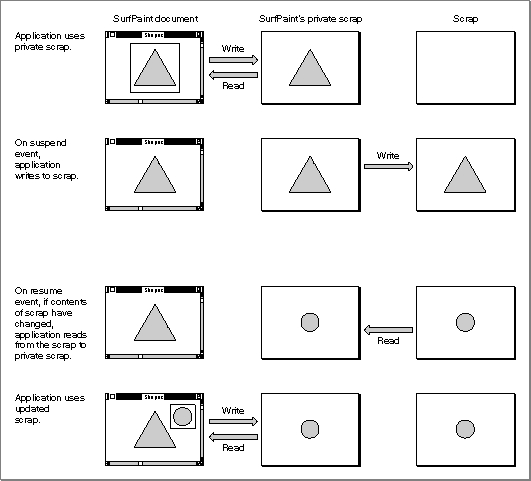 SurfPaint document
SurfPaint's private scrap
Scrap
Application uses
private scrap.
Shapes
Write
Read
On suspend
event,
application
writes to scrap.
Shapes
Write
On resume
event, if contents
of scrap have
changed,
application reads
from the scrap to
private scrap.
Shapes
Read
Application uses
updated
scrap.
Shapes
Write
Read